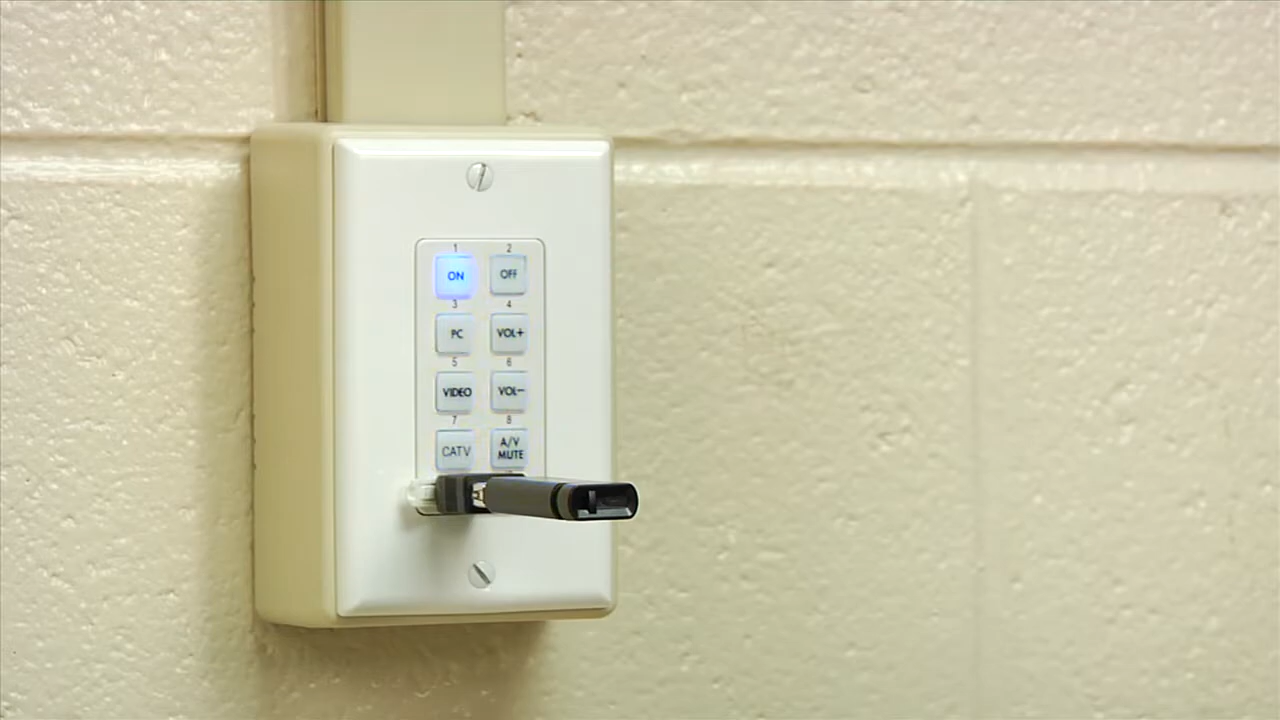 1 2
ON OFF
3 4
PC VOL+
5 6
VIDEO VOL−
7 8
CATV A/V MUTE